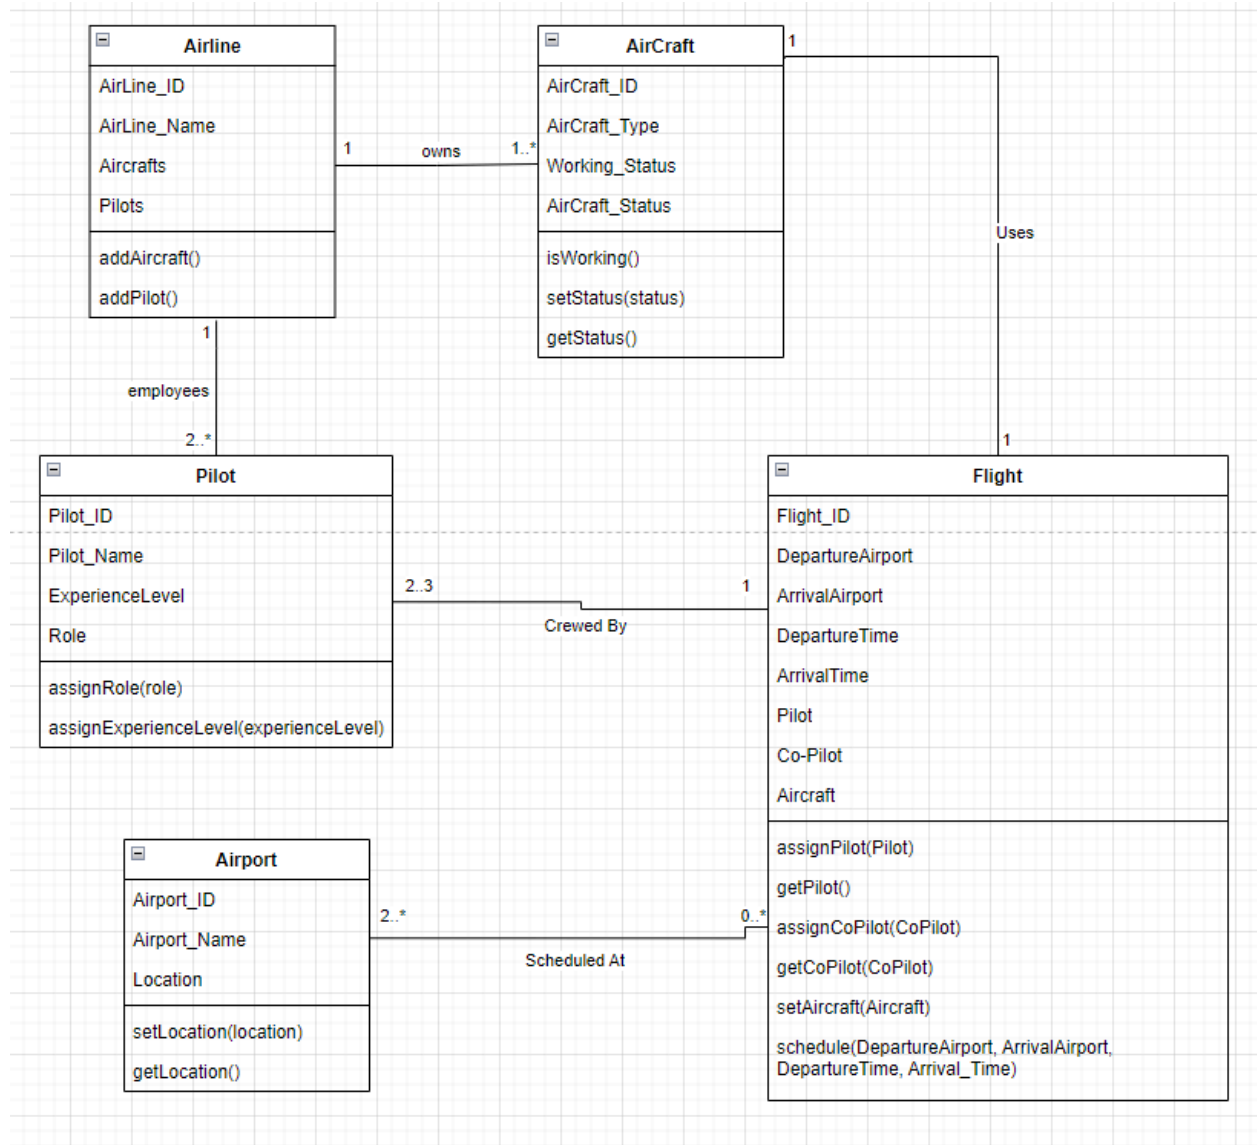 Airline
AirLine_ID
AirLine_Name
Aircrafts
Pilots
addAircraft()
addPilot()
1
owns
1..*
AirCraft
AirCraft_ID
AirCraft_Type
Working_Status
AirCraft_Status
isWorking()
setStatus(status)
getStatus()
1
Uses
1
1
employees
2..*
Pilot
Pilot_ID
Pilot_Name
ExperienceLevel
Role
assignRole(role)
assignExperienceLevel(experienceLevel)
2..3
Crewed By
1
Flight
Flight_ID
DepartureAirport
ArrivalAirport
DepartureTime
ArrivalTime
Pilot
Co-Pilot
Aircraft
assignPilot(Pilot)
getPilot()
assignCoPilot(CoPilot)
getCoPilot(CoPilot)
setAircraft(Aircraft)
schedule(DepartureAirport, ArrivalAirport,
DepartureTime, Arrival_Time)
Airport
Airport_ID
Airport_Name
Location
setLocation(location)
getLocation()
2..*
Scheduled At
0..*